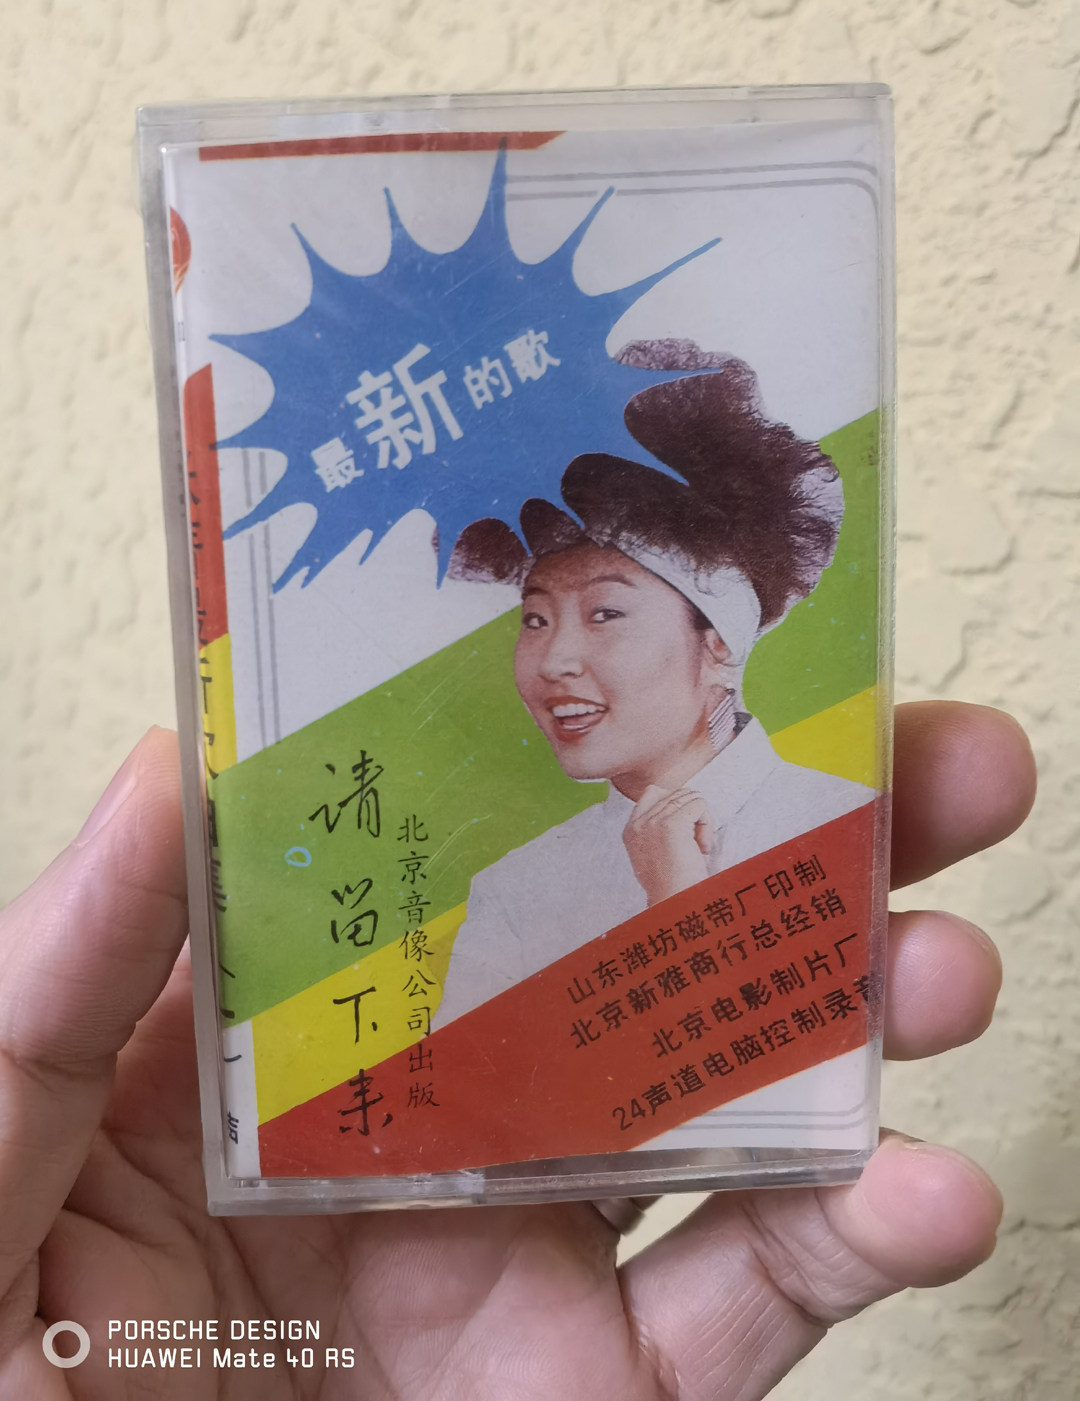 最新的歌
请留下来
北京音像公司出版
山东潍坊磁带厂印制
北京新雅商行总经销
北京电影制片厂
24声道电脑控制录音
PORSCHE DESIGN
HUAWEI Mate 40 RS